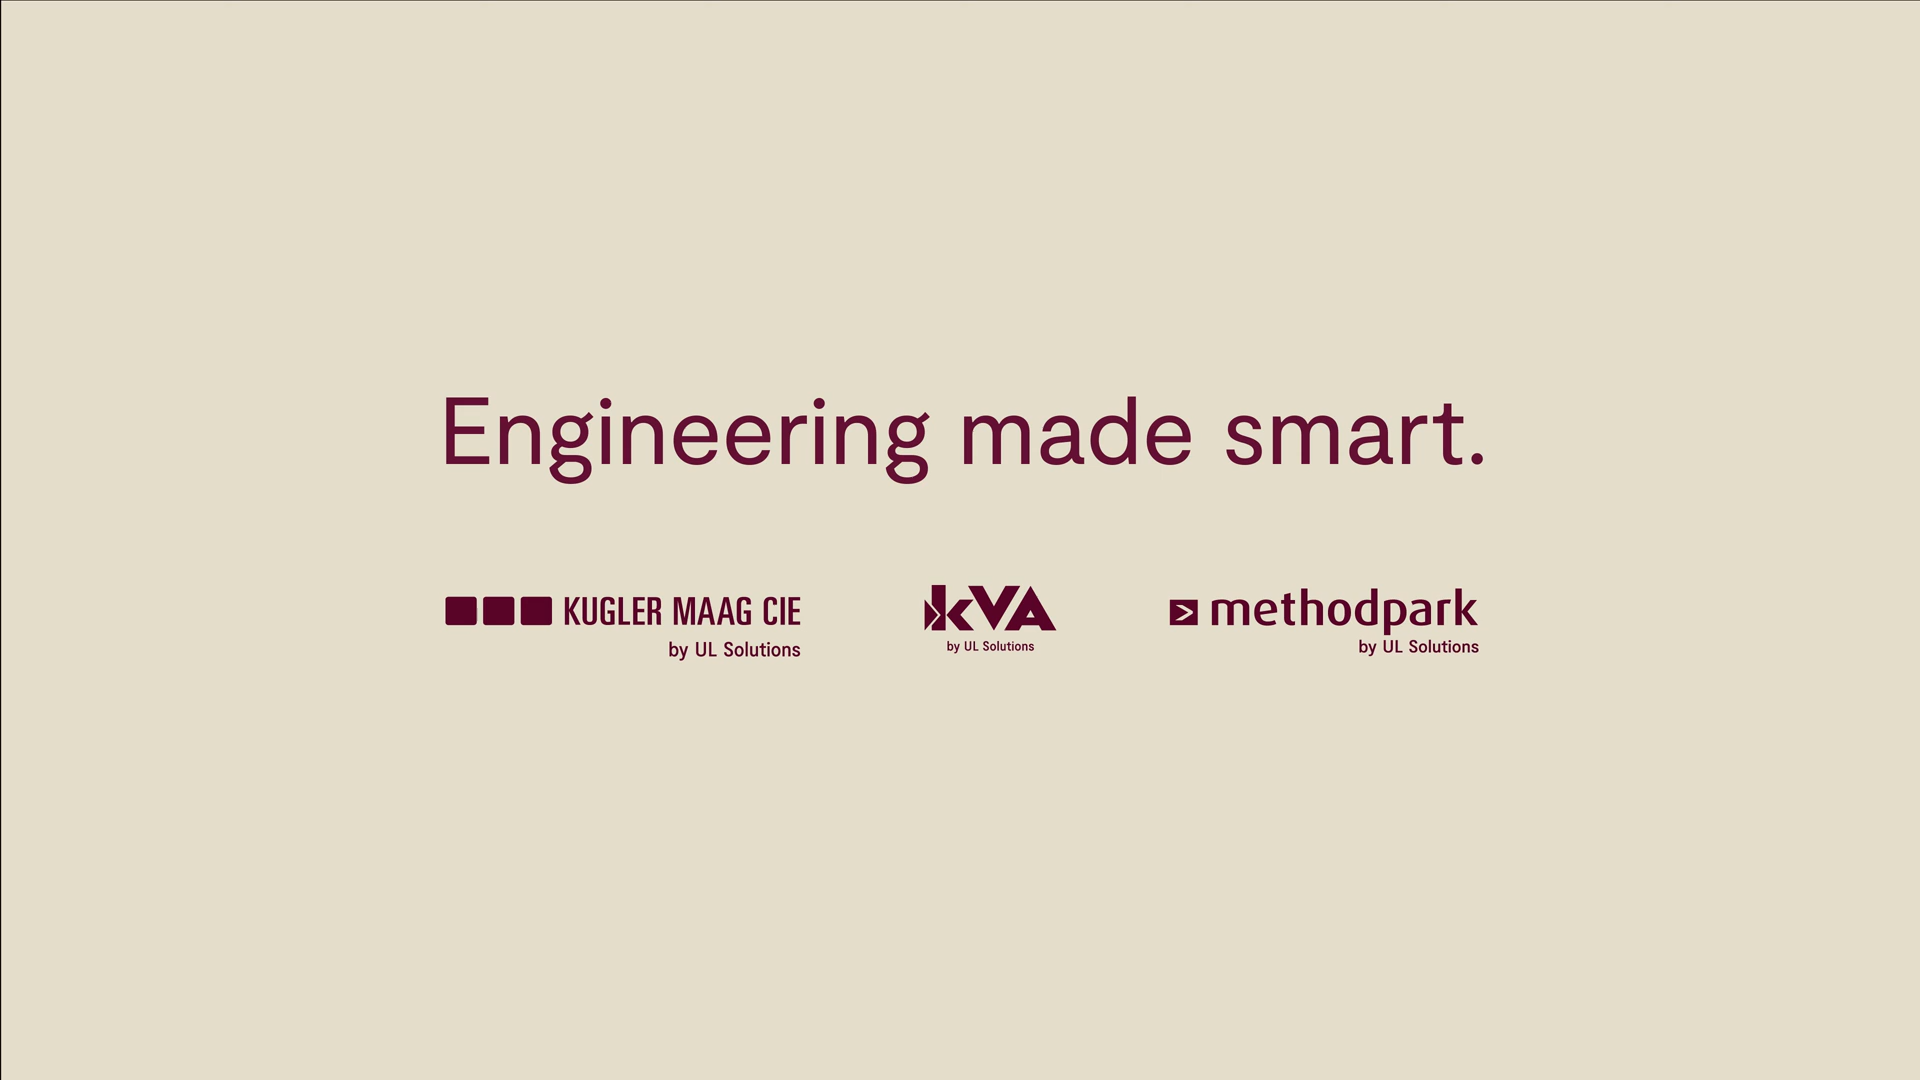 Engineering made smart.
KUGLER MAAG CIE
by UL Solutions
kVA
by UL Solutions
methodpark
by UL Solutions